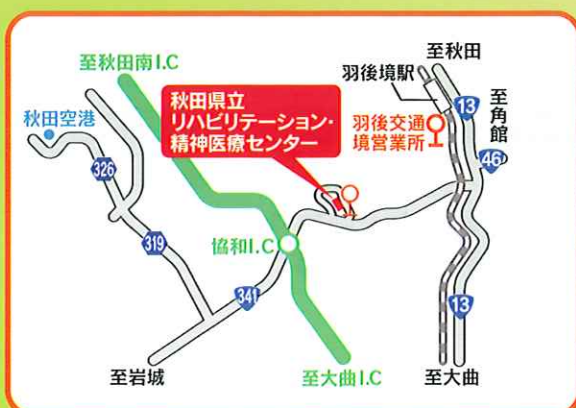 至秋田南I.C
秋田空港
秋田県立
リハビリテーション・
精神医療センター
羽後境駅
至秋田
13
至角館
羽後交通
境営業所
46
326
319
協和I.C
341
13
至岩城
至大曲I.C
至大曲